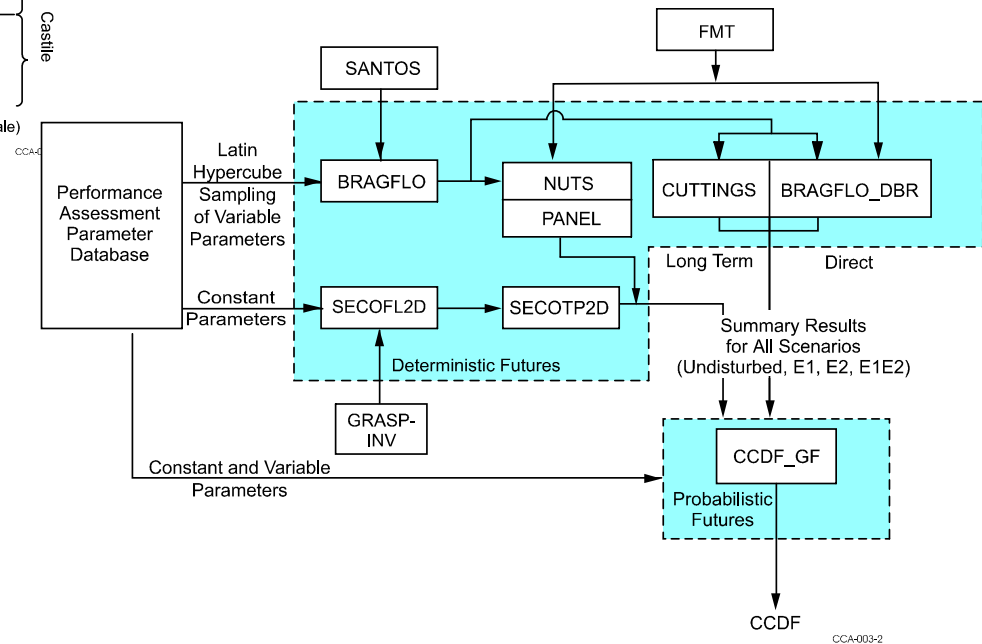 Castile
ale)
CCA-0
FMT
SANTOS
Performance
Assessment
Parameter
Database
Latin
Hypercube
Sampling
of Variable
Parameters
BRAGFLO
NUTS
PANEL
CUTTINGS
BRAGFLO_DBR
Long Term
Direct
Constant
Parameters
SECOFL2D
SECOTP2D
Deterministic Futures
Summary Results
for All Scenarios
(Undisturbed, E1, E2, E1E2)
GRASP-
INV
Constant and Variable
Parameters
CCDF_GF
Probabilistic
Futures
CCDF
CCA-003-2